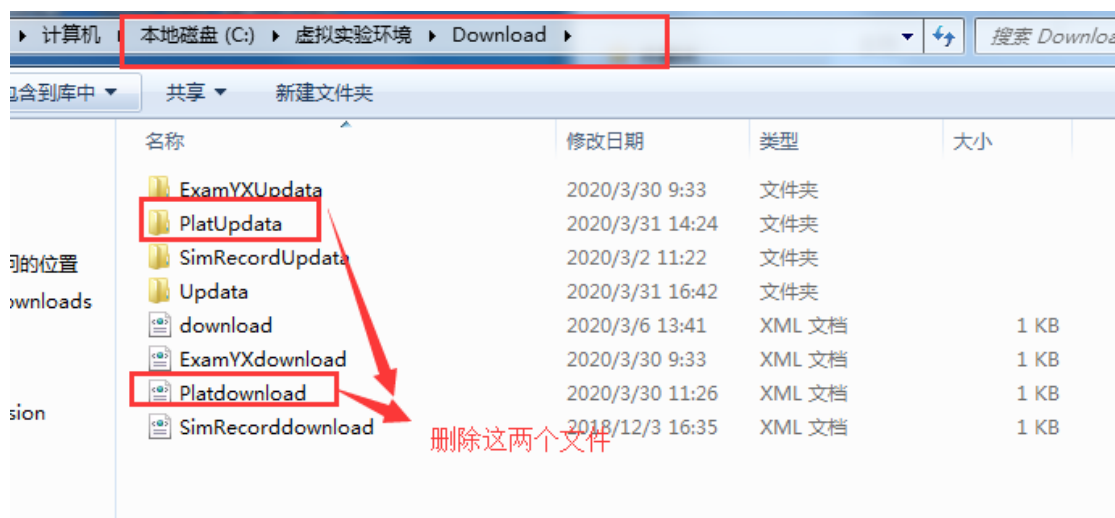 计算机 本地磁盘 (C:) 虚拟实验环境 Download 搜索 Downloa
包含到库中 共享 新建文件夹
名称 修改日期 类型 大小
ExamYXUpdata 2020/3/30 9:33 文件夹
PlatUpdata 2020/3/31 14:24 文件夹
SimRecordUpdata 2020/3/2 11:22 文件夹
问的位置
Updata 2020/3/31 16:42 文件夹
ownloads
download 2020/3/6 13:41 XML 文档 1 KB
ExamYXdownload 2020/3/30 9:33 XML 文档 1 KB
Platdownload 2020/3/30 11:26 XML 文档 1 KB
sion
SimRecorddownload 2018/12/3 16:35 XML 文档 1 KB
删除这两个文件